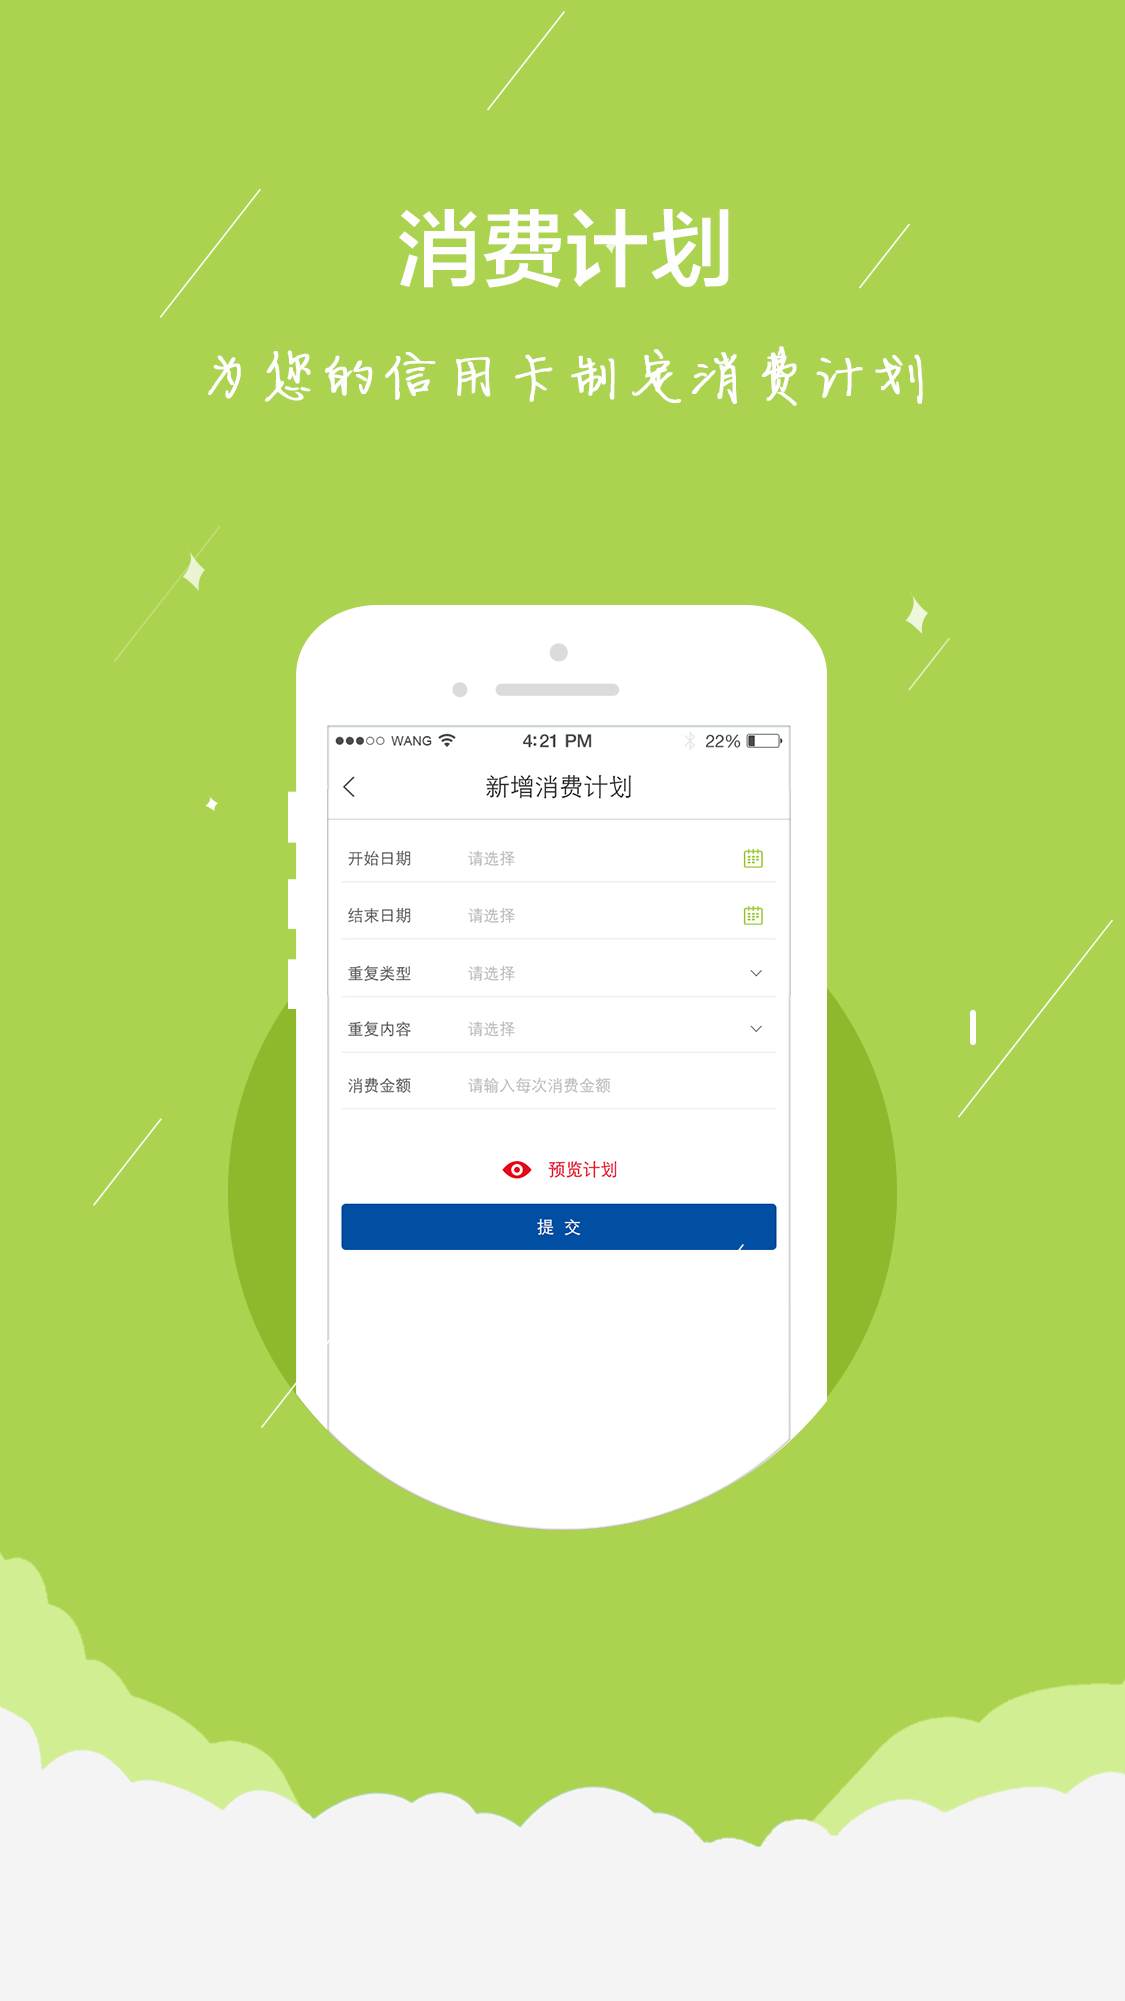 消费计划
为您的信用卡制定消费计划
WANG 4:21 PM 22%
新增消费计划
开始日期 请选择
结束日期 请选择
重复类型 请选择
重复内容 请选择
消费金额 请输入每次消费金额
预览计划
提 交